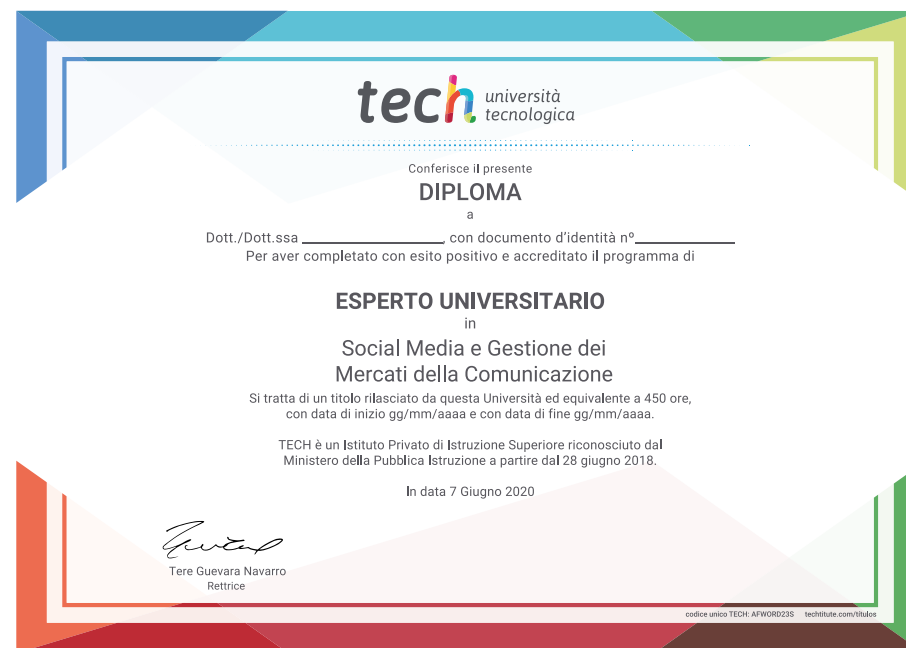 tech università
tecnologica
Conferisce il presente
DIPLOMA
a
Dott./Dott.ssa ____________________, con documento d'identità nº______________
Per aver completato con esito positivo e accreditato il programma di
ESPERTO UNIVERSITARIO
in
Social Media e Gestione dei
Mercati della Comunicazione
Si tratta di un titolo rilasciato da questa Università ed equivalente a 450 ore,
con data di inizio gg/mm/aaaa e con data di fine gg/mm/aaaa.
TECH è un Istituto Privato di Istruzione Superiore riconosciuto dal
Ministero della Pubblica Istruzione a partire dal 28 giugno 2018.
In data 7 Giugno 2020
Tere Guevara Navarro
Rettrice
codice unico TECH: AFWORD23S techtitute.com/titulos